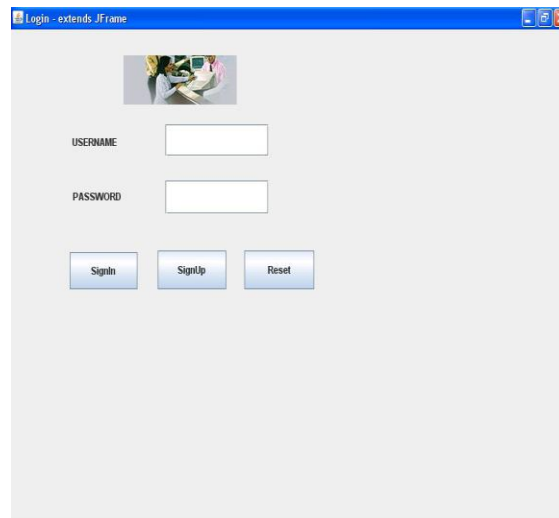 Login - extends JFrame
USERNAME
PASSWORD
SignIn
SignUp
Reset